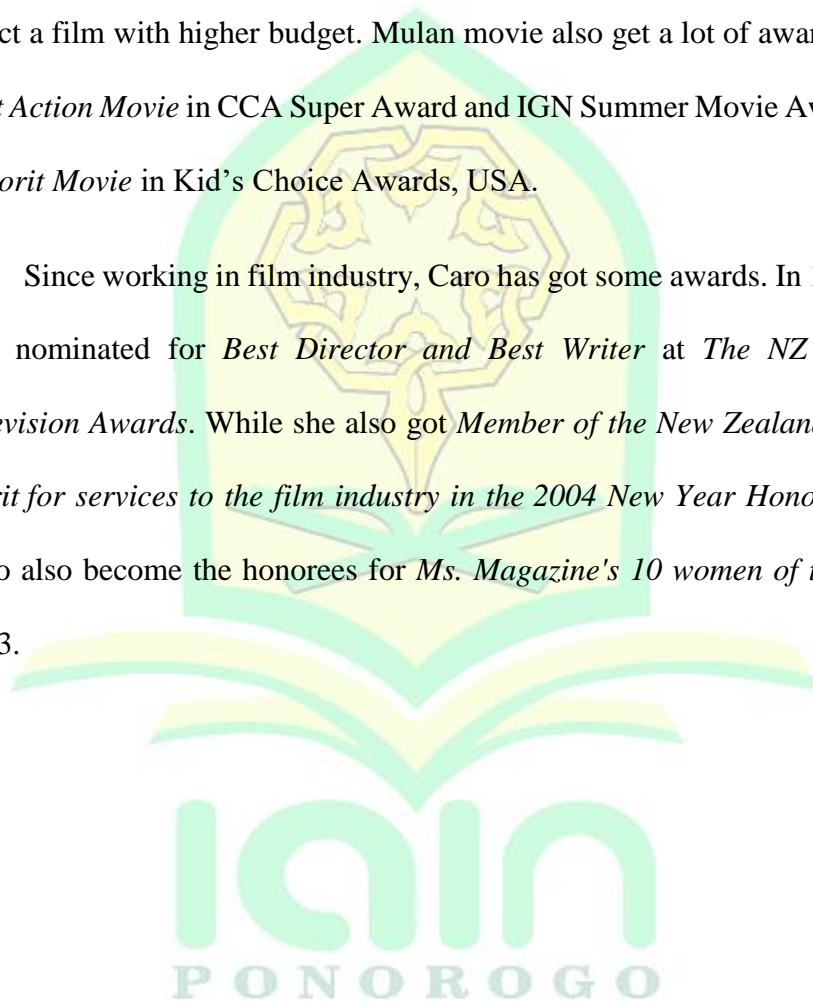 ct a film with higher budget. Mulan movie also get a lot of awar
t Action Movie in CCA Super Award and IGN Summer Movie Av
orit Movie in Kid's Choice Awards, USA.
Since working in film industry, Caro has got some awards. In
nominated for Best Director and Best Writer at The NZ
evision Awards. While she also got Member of the New Zealan
rit for services to the film industry in the 2004 New Year Hono
o also become the honorees for Ms. Magazine's 10 women of t
3.
iain
PONOROGO